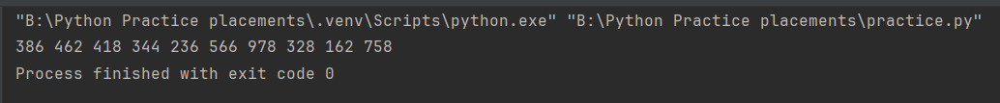 "B:\Python Practice placements\.venv\Scripts\python.exe" "B:\Python Practice placements\practice.py"
386 462 418 344 236 566 978 328 162 758
Process finished with exit code 0